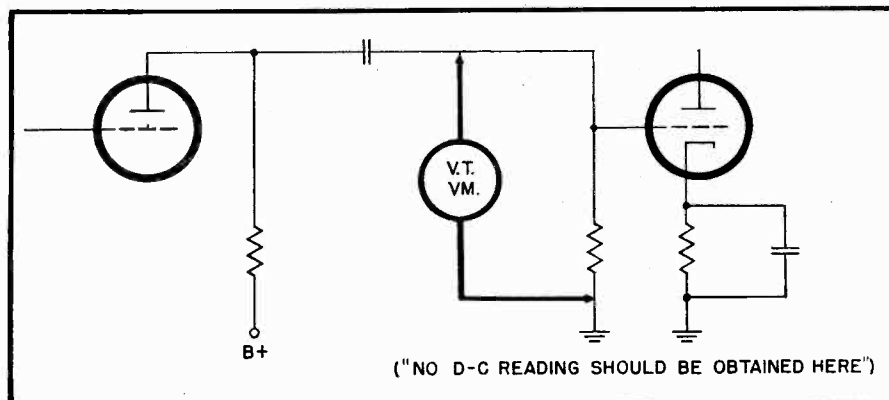 V.T.
VM.
B+
("NO D-C READING SHOULD BE OBTAINED HERE")